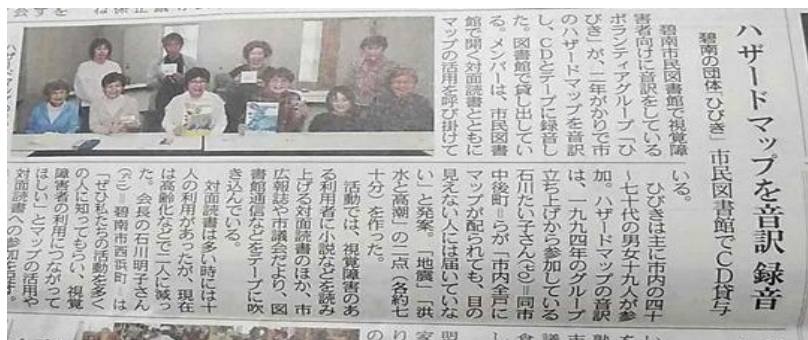 ハザードマップを音訳 録音
碧南の団体「ひびき」 市民図書館でCD貸与
碧南市民図書館で視覚障
害者向けに音訳をしている
ボランティアグループ「ひ
びき」が、二年がかりで市
のハザードマップを音訳
し、CDとテープに録音し
た。図書館で貸し出してい
る。メンバーは、市民図書
館で開く対面読書とともに
マップの活用を呼び掛けて
いる。
ひびきは主に市内の四十
〜七十代の男女十九人が参
加。ハザードマップの音訳
は、一九九四年のグループ
立ち上げから参加している
石川たい子さん
＝同市
中後町＝らが「市内全戸に
マップが配られても、目の
見えない人には届いていな
い」と発案。「地震」「洪
水と高潮」の二点（各約七
十分）を作った。
活動では、視覚障害のあ
る利用者に小説などを読み
上げる対面読書のほか、市
広報誌や市議会だより、図
書館通信などをテープに吹
き込んでいる。
対面読書は多い時には十
人の利用があったが、現在
は高齢化などで二人に減っ
た。会長の石川明子さん
＝碧南市西浜町＝は
「ぜひ私たちの活動を多く
の人に知ってもらい、視覚
障害者の利用につながって
ほしい」とマップの活用や
対面読書への参加を
ハザードマップの